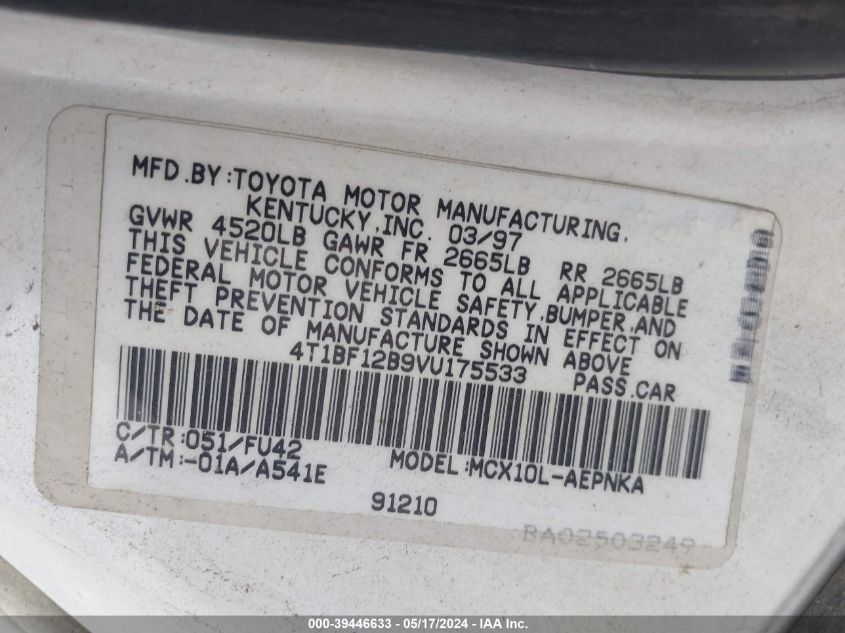 MFD.BY:TOYOTA MOTOR MANUFACTURING,
KENTUCKY,INC. 03/97
GVWR 4520LB GAWR FR 2665LB RR 2665LB
THIS VEHICLE CONFORMS TO ALL APPLICABLE
FEDERAL MOTOR VEHICLE SAFETY,BUMPER,AND
THEFT PREVENTION STANDARDS IN EFFECT ON
THE DATE OF MANUFACTURE SHOWN ABOVE
4T1BF12B9VU175533 PASS.CAR
C/TR:051/FU42
A/TM:-01A/A541E
MODEL:MCX10L-AEPNKA
91210
BA02503249
000-39446633 - 05/17/2024 - IAA Inc.